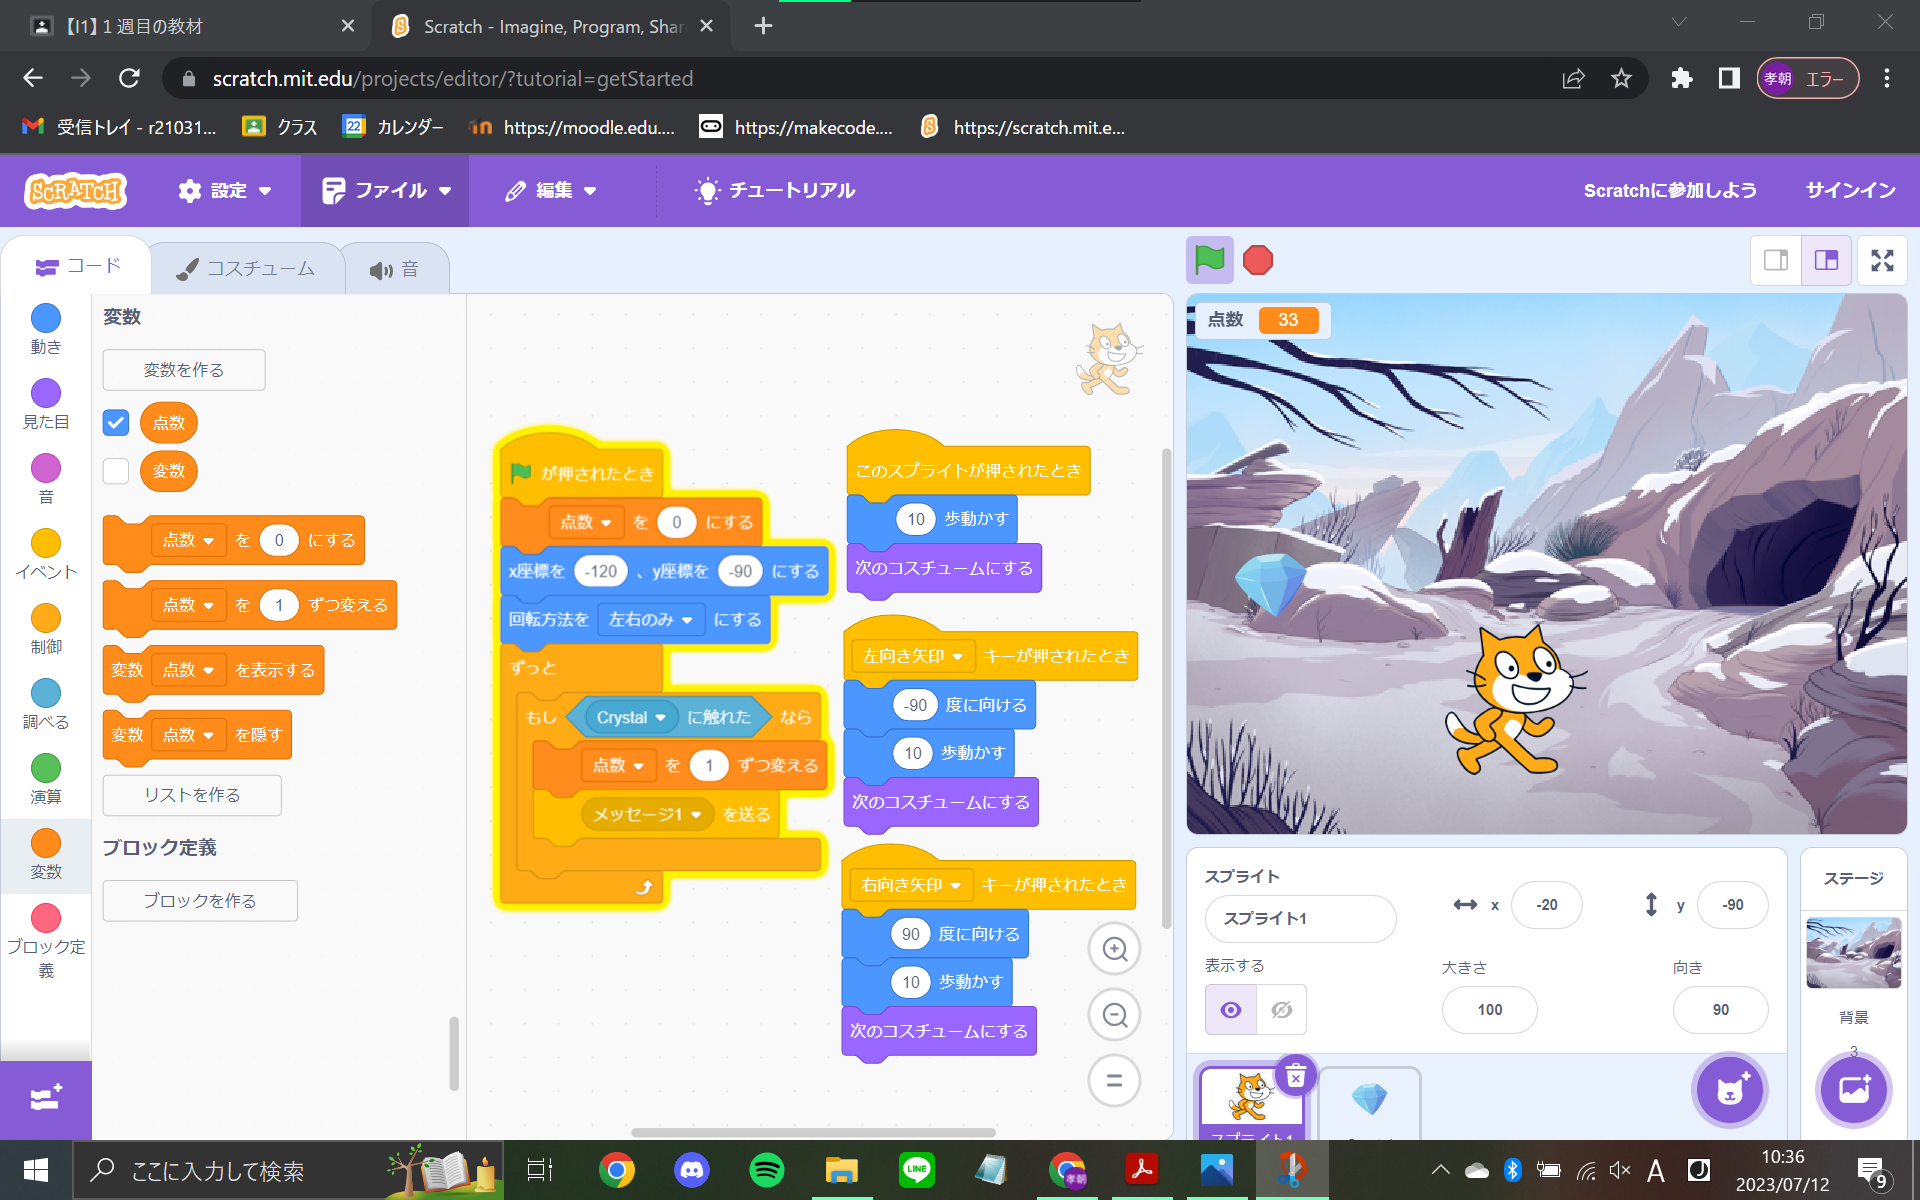 【I1】1週目の教材
Scratch - Imagine, Program, Shar
scratch.mit.edu/projects/editor/?tutorial=getStarted
孝朝 エラー
受信トイレ - r21031...
クラス
カレンダー
https://moodle.edu....
https://makecode....
https://scratch.mit.e...
SCRATCH
設定
ファイル
編集
チュートリアル
Scratchに参加しよう
サインイン
コード
コスチューム
音
動き
見た目
音
イベント
制御
調べる
演算
変数
ブロック定義
変数
変数を作る
点数
変数
点数 を 0 にする
点数 を 1 ずつ変える
変数 点数 を表示する
変数 点数 を隠す
リストを作る
ブロック定義
ブロックを作る
が押されたとき
点数 を 0 にする
x座標を -120 、y座標を -90 にする
回転方法を 左右のみ にする
ずっと
もし Crystal に触れた なら
点数 を 1 ずつ変える
メッセージ1 を送る
このスプライトが押されたとき
10 歩動かす
次のコスチュームにする
左向き矢印 キーが押されたとき
-90 度に向ける
10 歩動かす
次のコスチュームにする
右向き矢印 キーが押されたとき
90 度に向ける
10 歩動かす
次のコスチュームにする
点数 33
スプライト
スプライト1
x -20
y -90
表示する
大きさ
100
向き
90
スプライト1
ステージ
背景
3
ここに入力して検索
LINE
A
J
10:36
2023/07/12
9